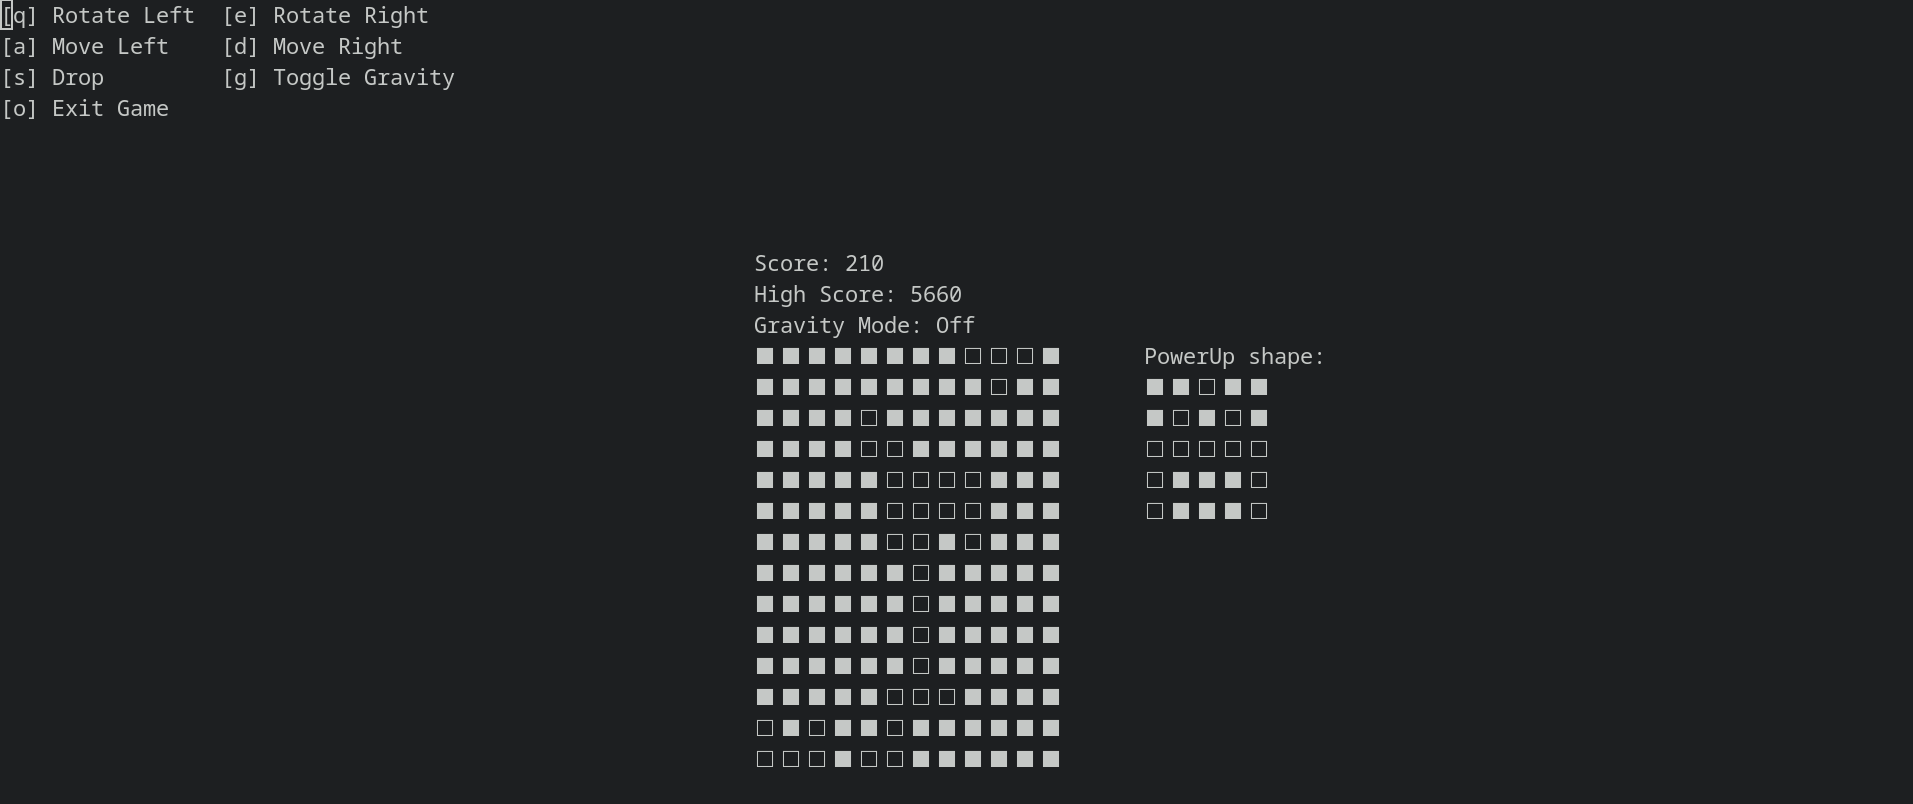 [q] Rotate Left  [e] Rotate Right
[a] Move Left    [d] Move Right
[s] Drop         [g] Toggle Gravity
[o] Exit Game
Score: 210
High Score: 5660
Gravity Mode: Off
PowerUp shape: